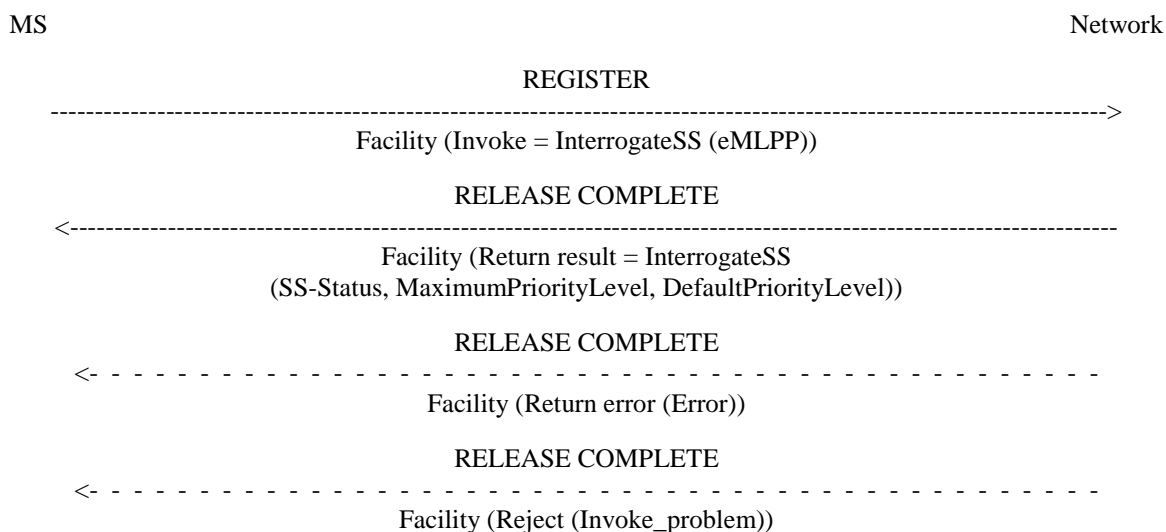 MS Network
REGISTER
Facility (Invoke = InterrogateSS (eMLPP))
RELEASE COMPLETE
Facility (Return result = InterrogateSS
(SS-Status, MaximumPriorityLevel, DefaultPriorityLevel))
RELEASE COMPLETE
Facility (Return error (Error))
RELEASE COMPLETE
Facility (Reject (Invoke_problem))